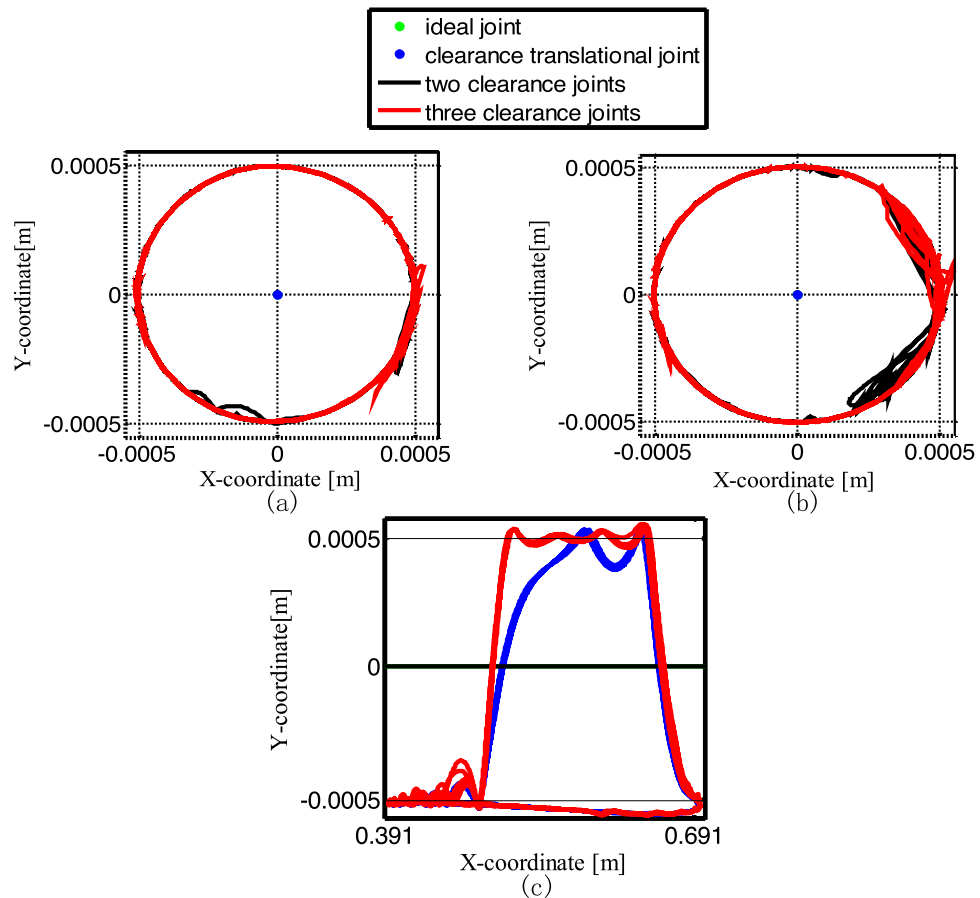 ideal joint
clearance translational joint
two clearance joints
three clearance joints
0.0005
0
-0.0005
Y-coordinate[m]
-0.0005
0
0.0005
X-coordinate [m]
(a)
0.0005
0
-0.0005
Y-coordinate[m]
-0.0005
0
0.0005
X-coordinate [m]
(b)
0.0005
0
-0.0005
Y-coordinate[m]
0.391
0.691
X-coordinate [m]
(c)